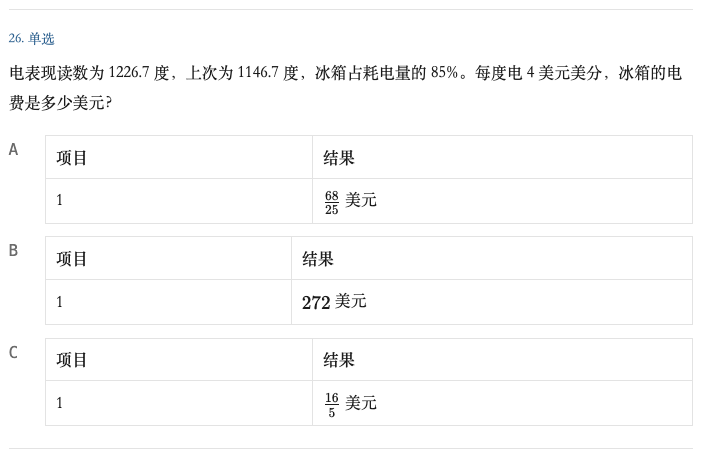 26. 单选
电表现读数为 1226.7 度，上次为 1146.7 度，冰箱占耗电量的 85%。每度电 4 美元美分，冰箱的电
费是多少美元?
A
项目 结果
1 68/25 美元
B
项目 结果
1 272 美元
C
项目 结果
1 16/5 美元